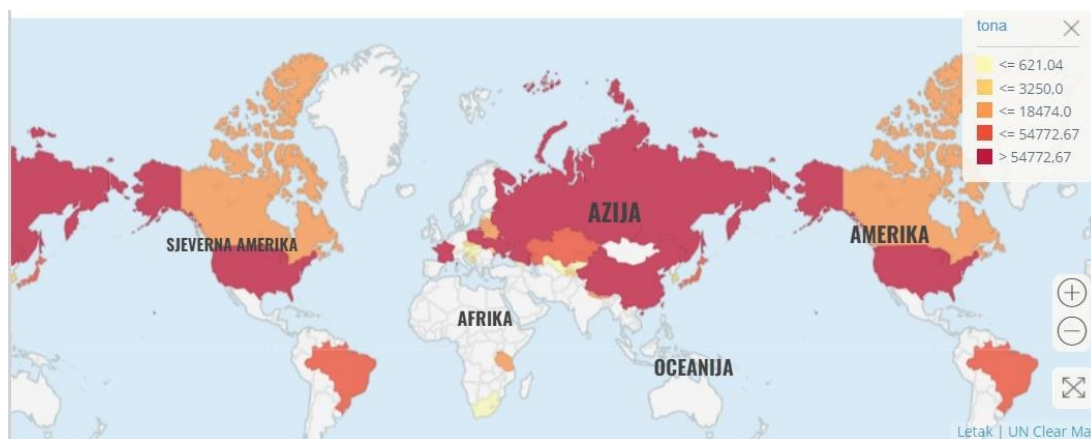 tona
<= 621.04
<= 3250,0
<= 18474.0
<= 54772.67
> 54772,67
AZIJA
SJEVERNA AMERIKA
AMERIKA
AFRIKA
OCEANIJA
Letak | UN Clear Ma